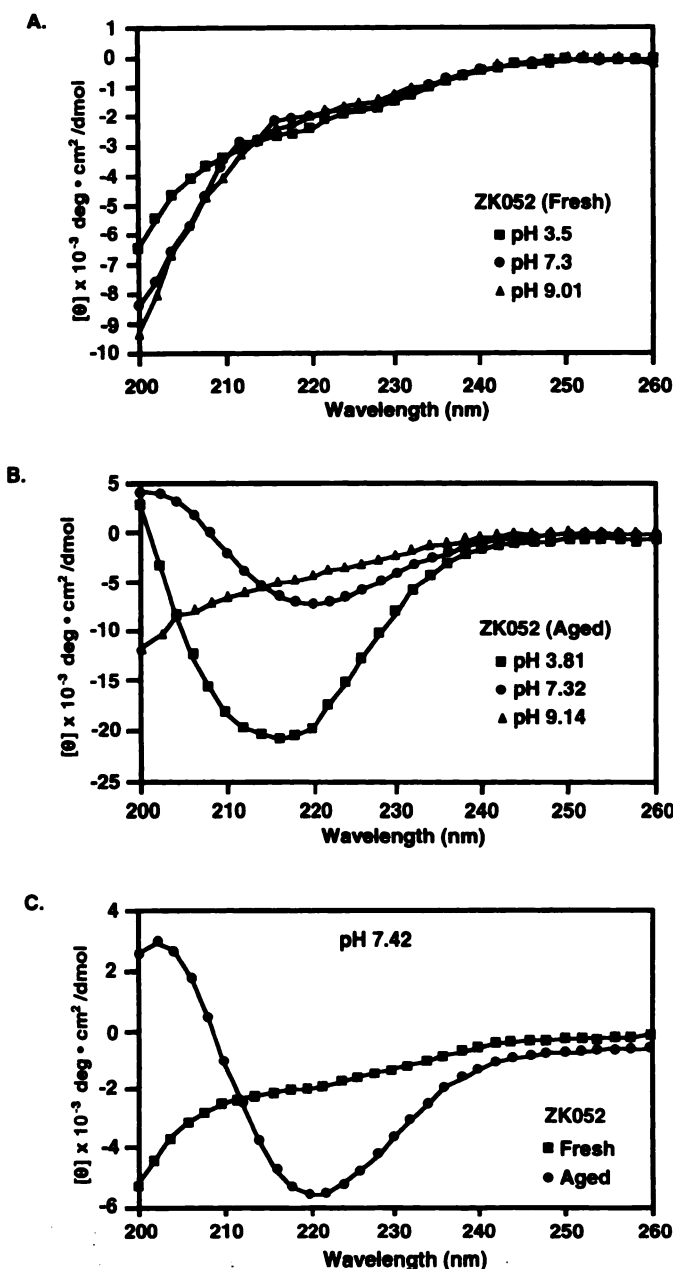 A.
1
0
-1
-2
-3
-4
-5
-6
-7
-8
-9
-10
[θ] x 10⁻³ deg • cm² /dmol
ZK052 (Fresh)
■ pH 3.5
● pH 7.3
▲ pH 9.01
200 210 220 230 240 250 260
Wavelength (nm)
B.
5
0
-5
-10
-15
-20
-25
[θ] x 10⁻³ deg • cm² /dmol
ZK052 (Aged)
■ pH 3.81
● pH 7.32
▲ pH 9.14
200 210 220 230 240 250 260
Wavelength (nm)
C.
4
2
0
-2
-4
-6
[θ] x 10⁻³ deg • cm² /dmol
pH 7.42
ZK052
■ Fresh
● Aged
200 210 220 230 240 250 260
Wavelength (nm)